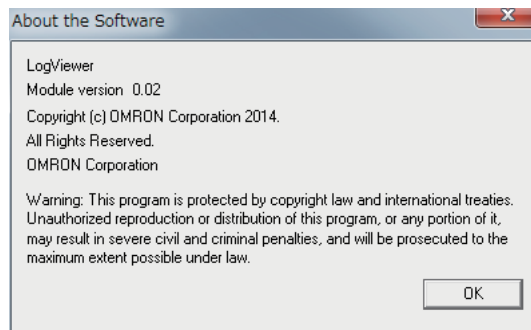 About the Software
LogViewer
Module version 0.02
Copyright (c) OMRON Corporation 2014.
All Rights Reserved.
OMRON Corporation
Warning: This program is protected by copyright law and international treaties.
Unauthorized reproduction or distribution of this program, or any portion of it,
may result in severe civil and criminal penalties, and will be prosecuted to the
maximum extent possible under law.
OK